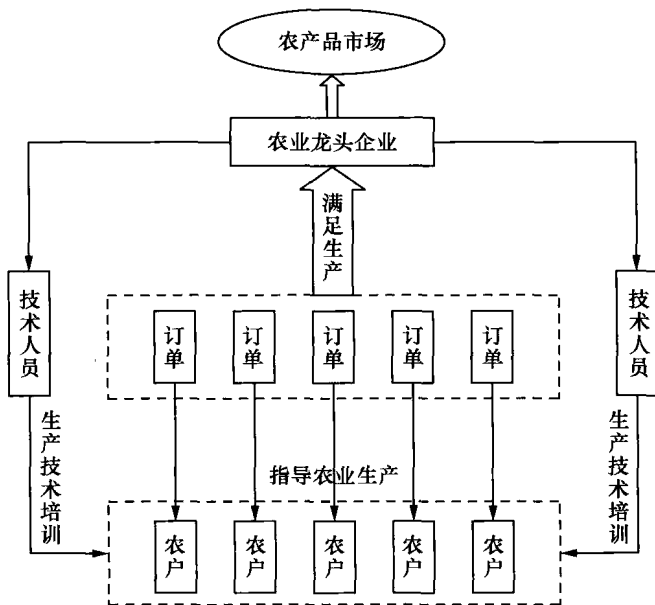 农产品市场
农业龙头企业
满足生产
技术人员
技术人员
订单
订单
订单
订单
订单
生产技术培训
生产技术培训
指导农业生产
农户
农户
农户
农户
农户